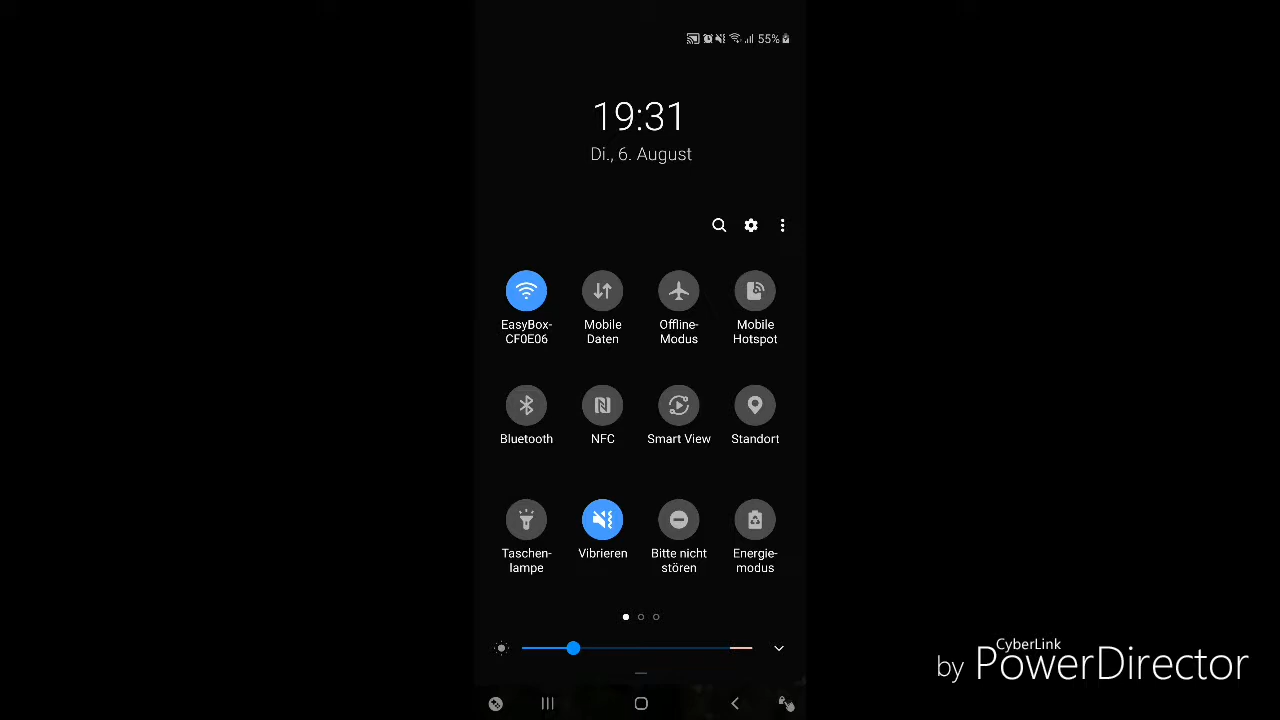 55%
19:31
Di., 6. August
EasyBox-
CF0E06
Mobile
Daten
Offline-
Modus
Mobile
Hotspot
Bluetooth
NFC
Smart View
Standort
Taschen-
lampe
Vibrieren
Bitte nicht
stören
Energie-
modus
CyberLink
by PowerDirector